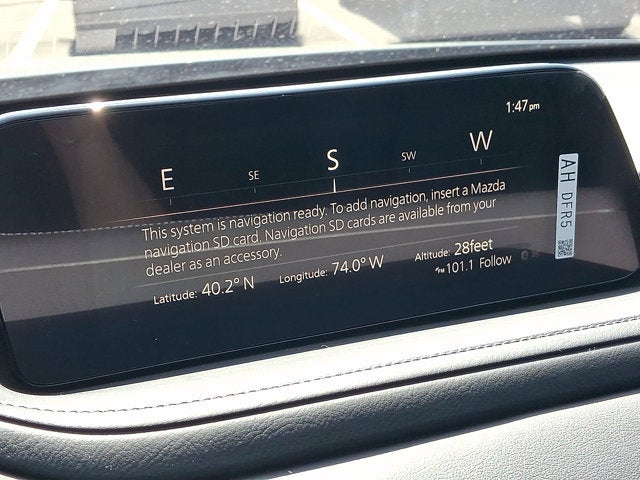 1:47pm
E SE S SW W
This system is navigation ready. To add navigation, insert a Mazda
navigation SD card. Navigation SD cards are available from your
dealer as an accessory.
Latitude: 40.2° N Longitude: 74.0° W Altitude: 28feet
FM 101.1 Follow
AH DFR5